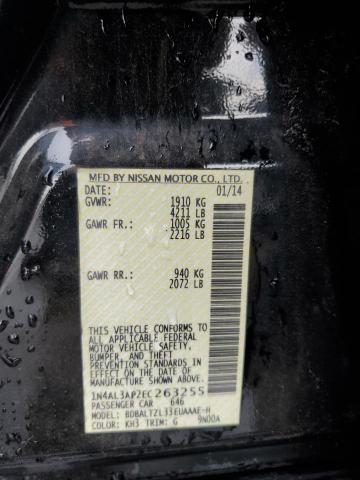 MFD BY NISSAN MOTOR CO., LTD.
DATE: 01/14
GVWR: 1910 KG
4211 LB
GAWR FR: 1005 KG
2216 LB
GAWR RR: 940 KG
2072 LB
THIS VEHICLE CONFORMS TO
ALL APPLICABLE FEDERAL
MOTOR VEHICLE SAFETY,
BUMPER, AND THEFT
PREVENTION STANDARDS IN
EFFECT ON THE DATE OF
MANUFACTURE SHOWN ABOVE.
1N4AL3AP2EC263255
PASSENGER CAR 646
MODEL: BDBALTZL33EUAAAE-H
COLOR: KH3 TRIM: G 9N00A